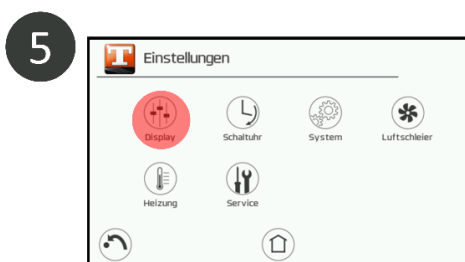 5
T Einstellungen
Display Schaltuhr System Luftschleier
Heizung Service